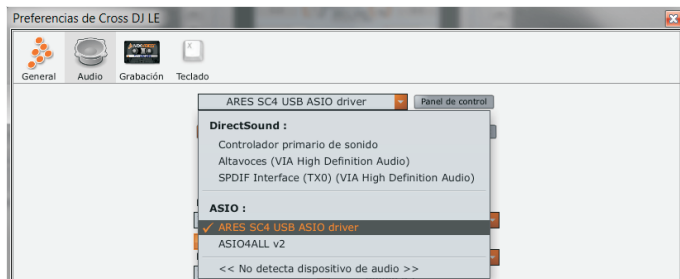 Preferencias de Cross DJ LE
General Audio Grabación Teclado
ARES SC4 USB ASIO driver Panel de control
DirectSound :
Controlador primario de sonido
Altavoces (VIA High Definition Audio)
SPDIF Interface (TX0) (VIA High Definition Audio)
ASIO :
ARES SC4 USB ASIO driver
ASIO4ALL v2
<< No detecta dispositivo de audio >>